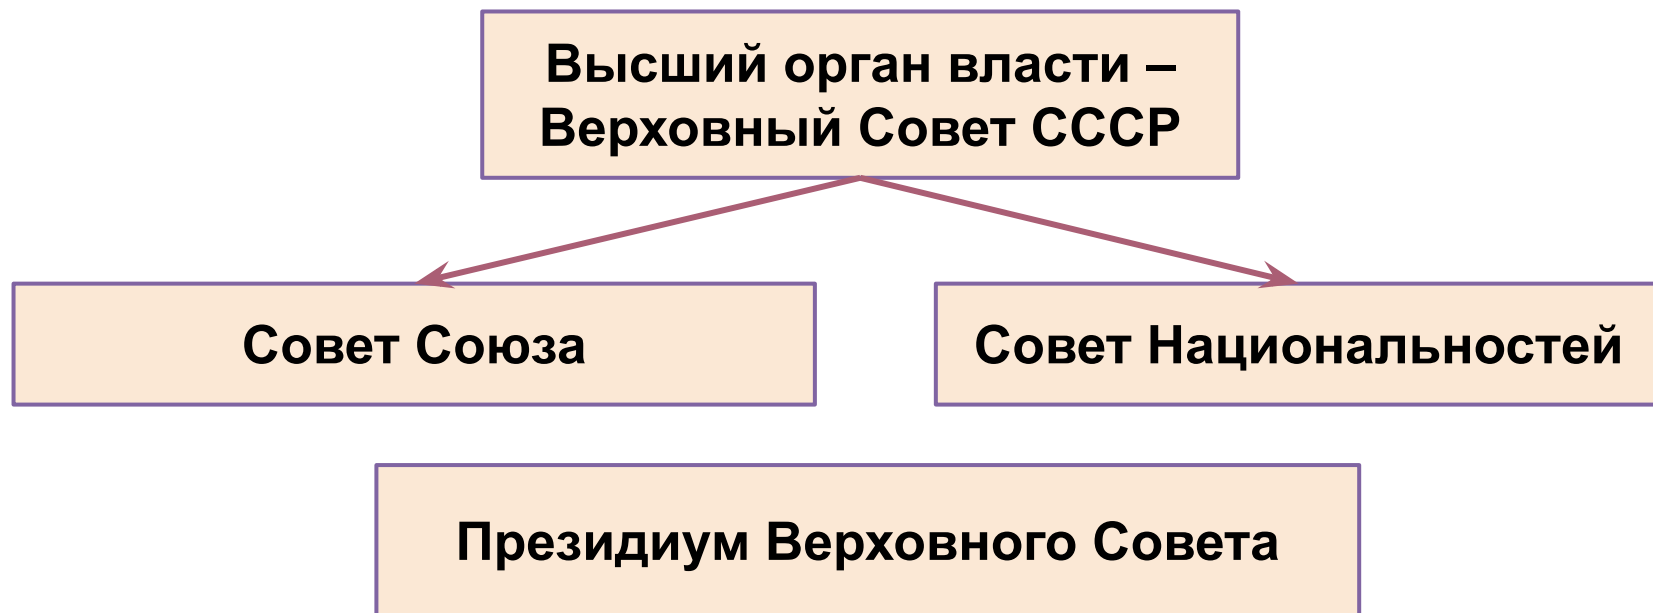 Высший орган власти –
Верховный Совет СССР
Совет Союза
Совет Национальностей
Президиум Верховного Совета